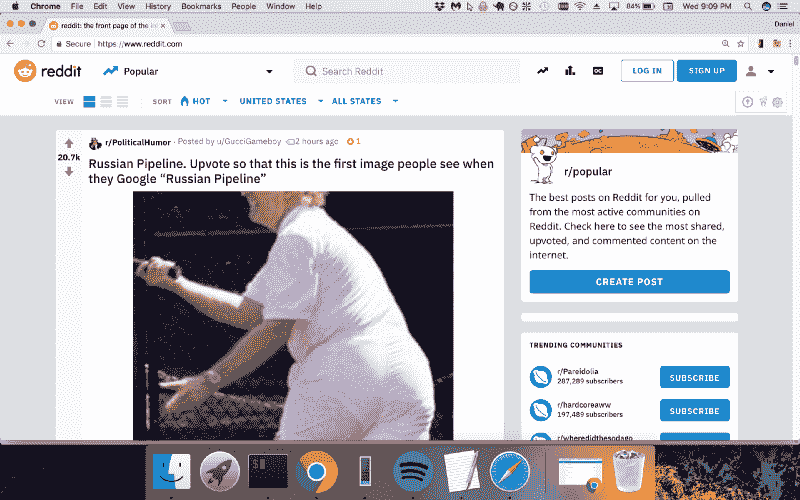 Chrome File Edit View History Bookmarks People Window Help 84% Wed 9:09 PM
reddit: the front page of the in
Daniel
Secure https://www.reddit.com
reddit Popular Search Reddit LOG IN SIGN UP
VIEW SORT HOT UNITED STATES ALL STATES
r/PoliticalHumor · Posted by u/GucciGameboy 2 hours ago 1
20.7k
Russian Pipeline. Upvote so that this is the first image people see when
they Google “Russian Pipeline”
r/popular
The best posts on Reddit for you, pulled
from the most active communities on
Reddit. Check here to see the most shared,
upvoted, and commented content on the
internet.
CREATE POST
TRENDING COMMUNITIES
r/Pareidolia
287,289 subscribers
SUBSCRIBE
r/hardcoreaww
197,489 subscribers
SUBSCRIBE
r/wheredidthesodago